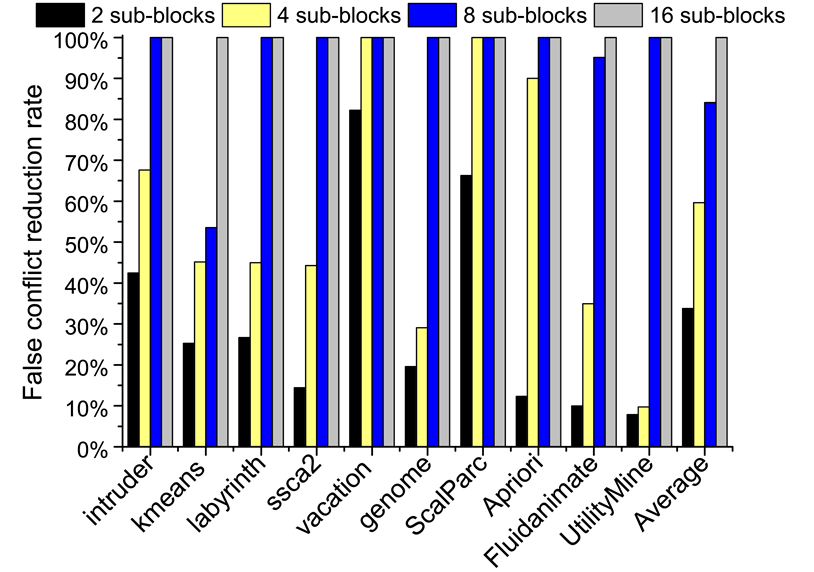 2 sub-blocks 4 sub-blocks 8 sub-blocks 16 sub-blocks
False conflict reduction rate
100%
90%
80%
70%
60%
50%
40%
30%
20%
10%
0%
intruder
kmeans
labyrinth
ssca2
vacation
genome
ScalParc
Apriori
Fluidanimate
UtilityMine
Average